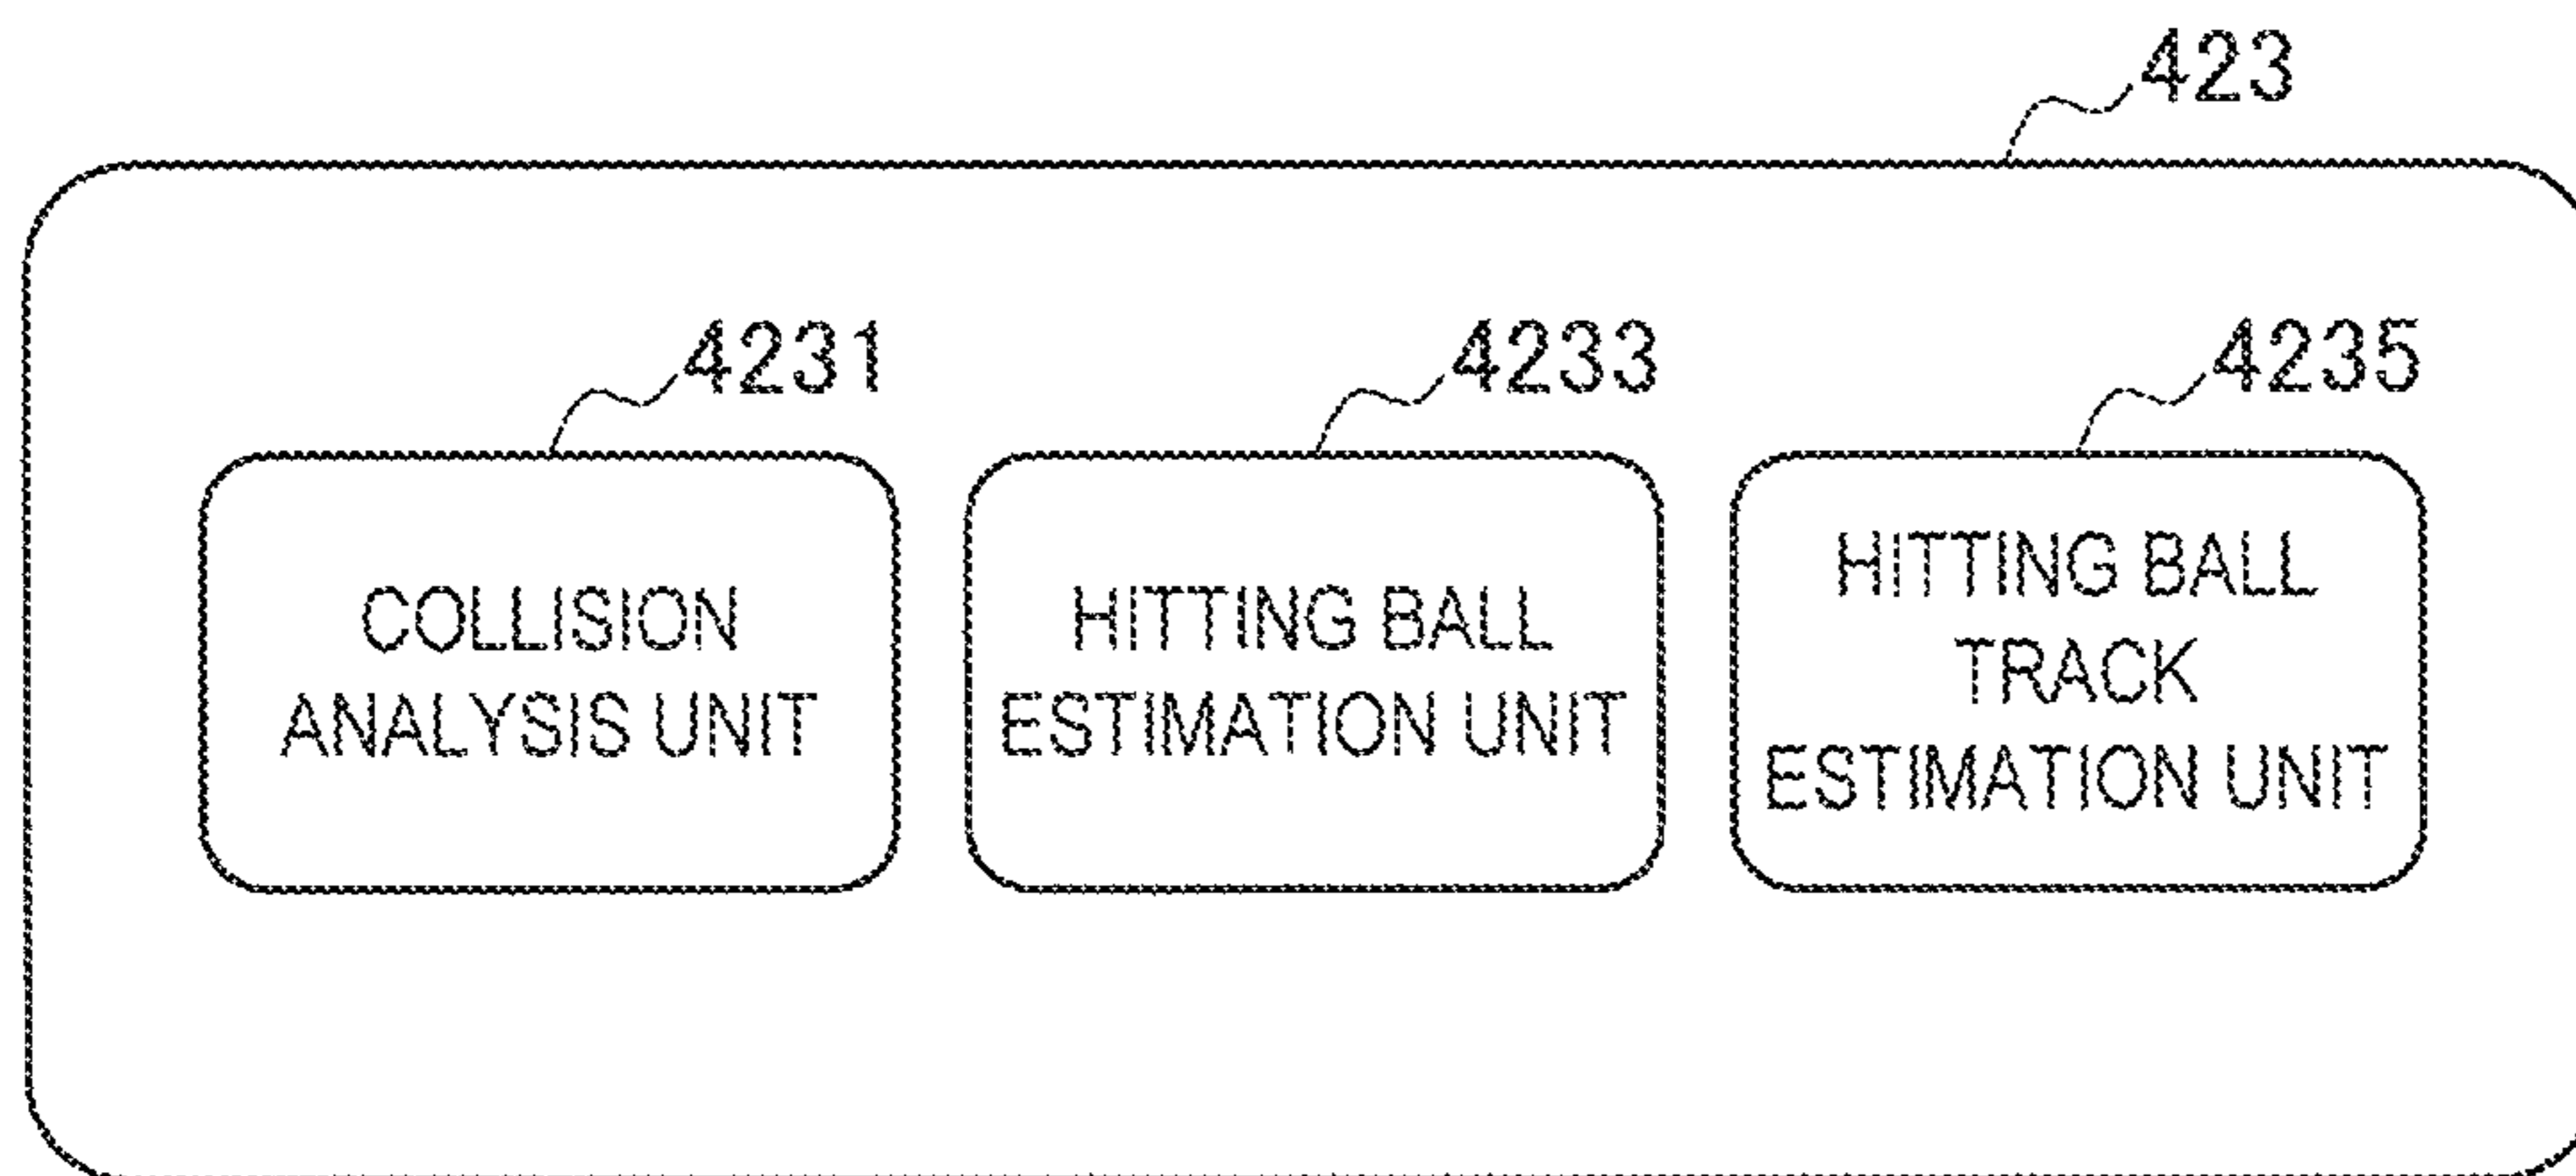 423
4231
4233
4235
COLLISION
ANALYSIS UNIT
HITTING BALL
ESTIMATION UNIT
HITTING BALL
TRACK
ESTIMATION UNIT